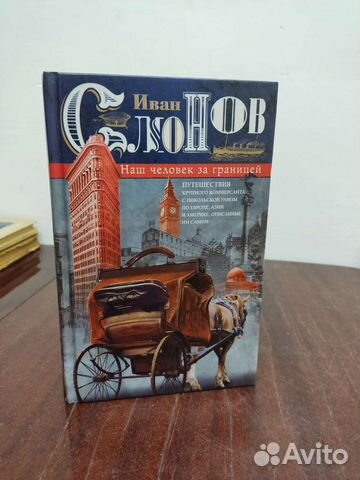 Иван
Слонов
Наш человек за границей
ПУТЕШЕСТВИЯ
КРУПНОГО КОММЕРСАНТА
С НИКОЛЬСКОЙ УЛИЦЫ
ПО ЕВРОПЕ, АЗИИ
И АМЕРИКЕ, ОПИСАННЫЕ
ИМ САМИМ
Avito